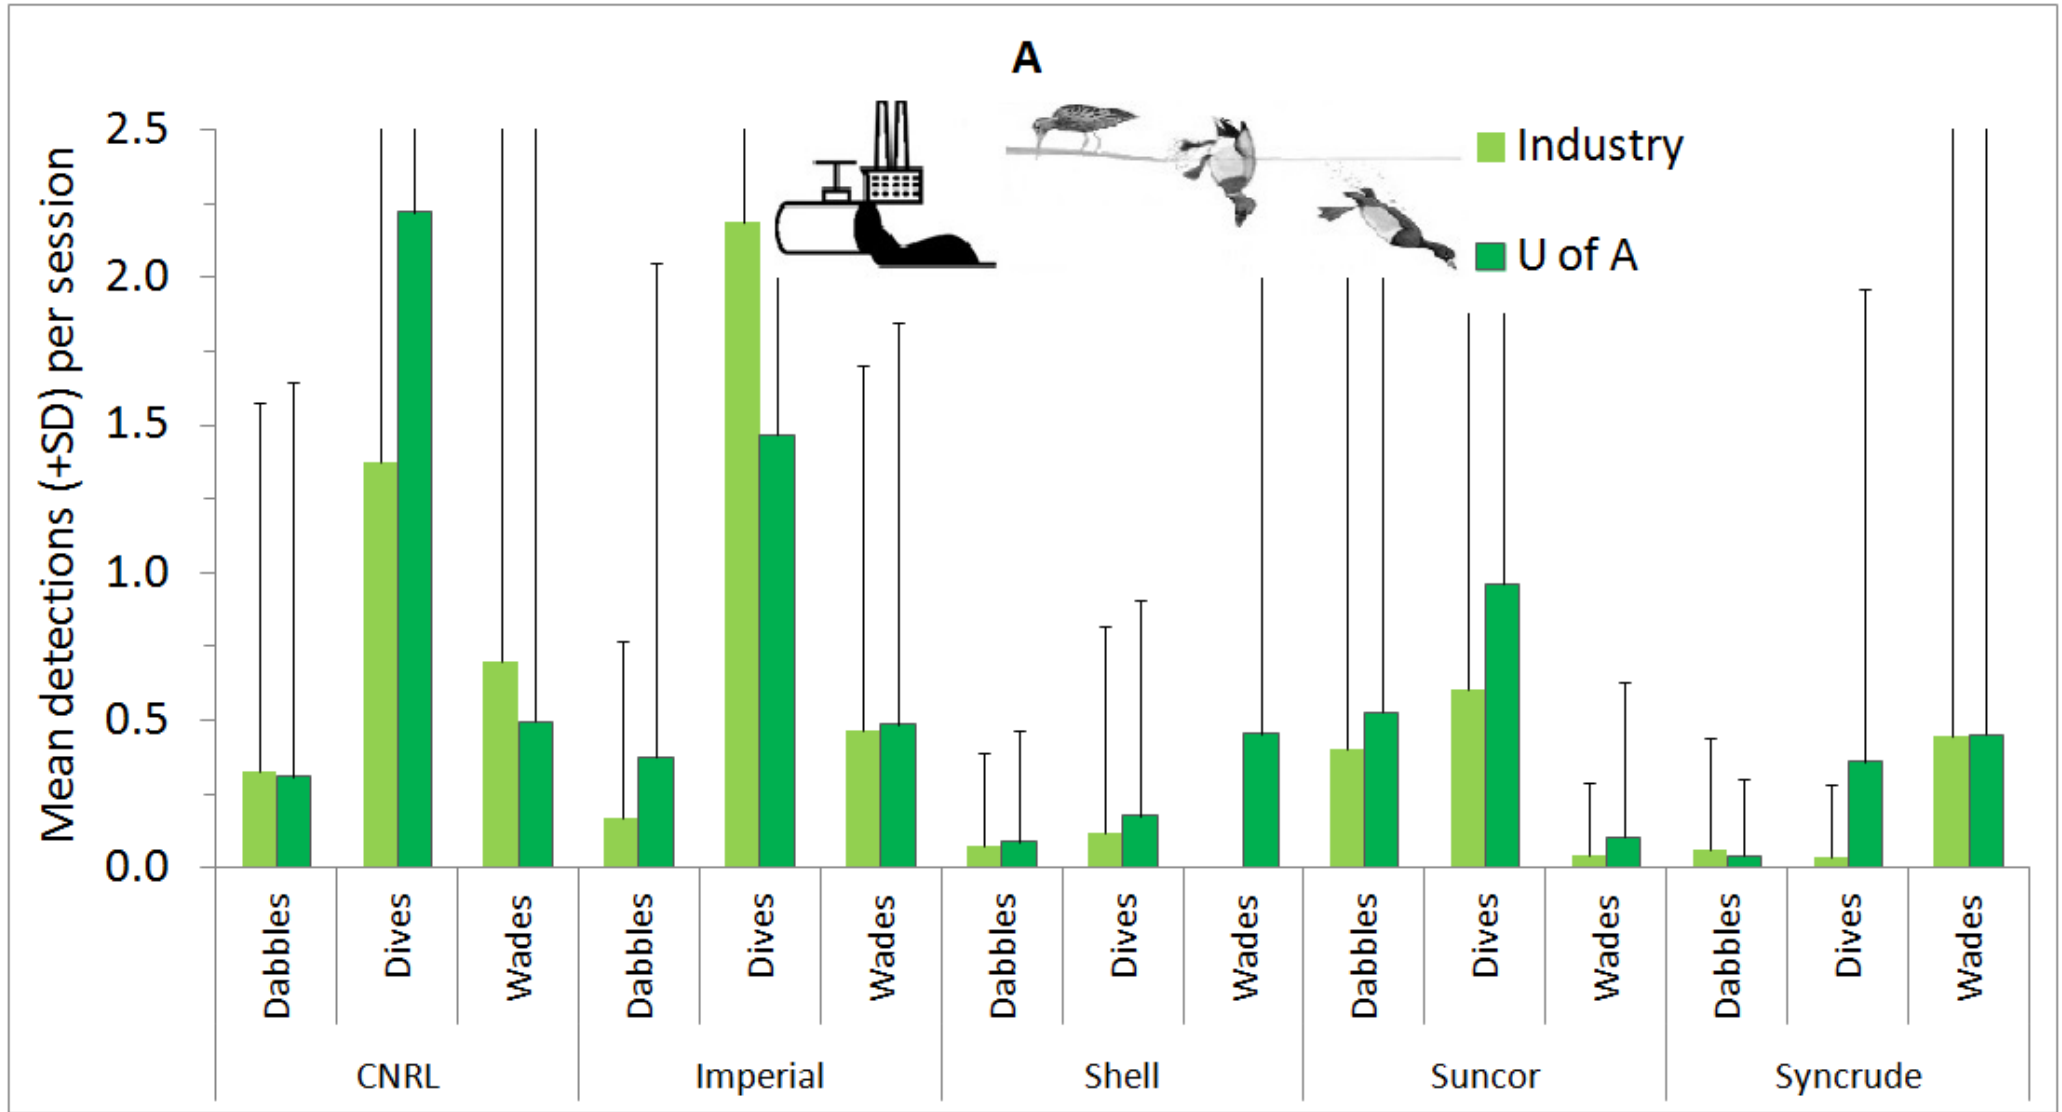 A
Industry
U of A
Mean detections (+SD) per session
2.5
2.0
1.5
1.0
0.5
0.0
Dabbles
Dives
Wades
Dabbles
Dives
Wades
Dabbles
Dives
Wades
Dabbles
Dives
Wades
Dabbles
Dives
Wades
CNRL
Imperial
Shell
Suncor
Syncrude